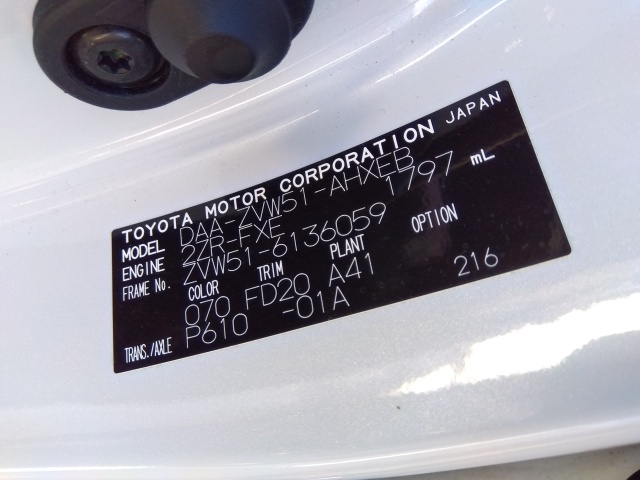 TOYOTA MOTOR CORPORATION JAPAN
MODEL DAA-ZVW51-AHXEB
ENGINE 2ZR-FXE 1797 mL
FRAME No. ZVW51-6136059
COLOR TRIM PLANT OPTION
070 FD20 A41 216
TRANS./AXLE P610 -01A